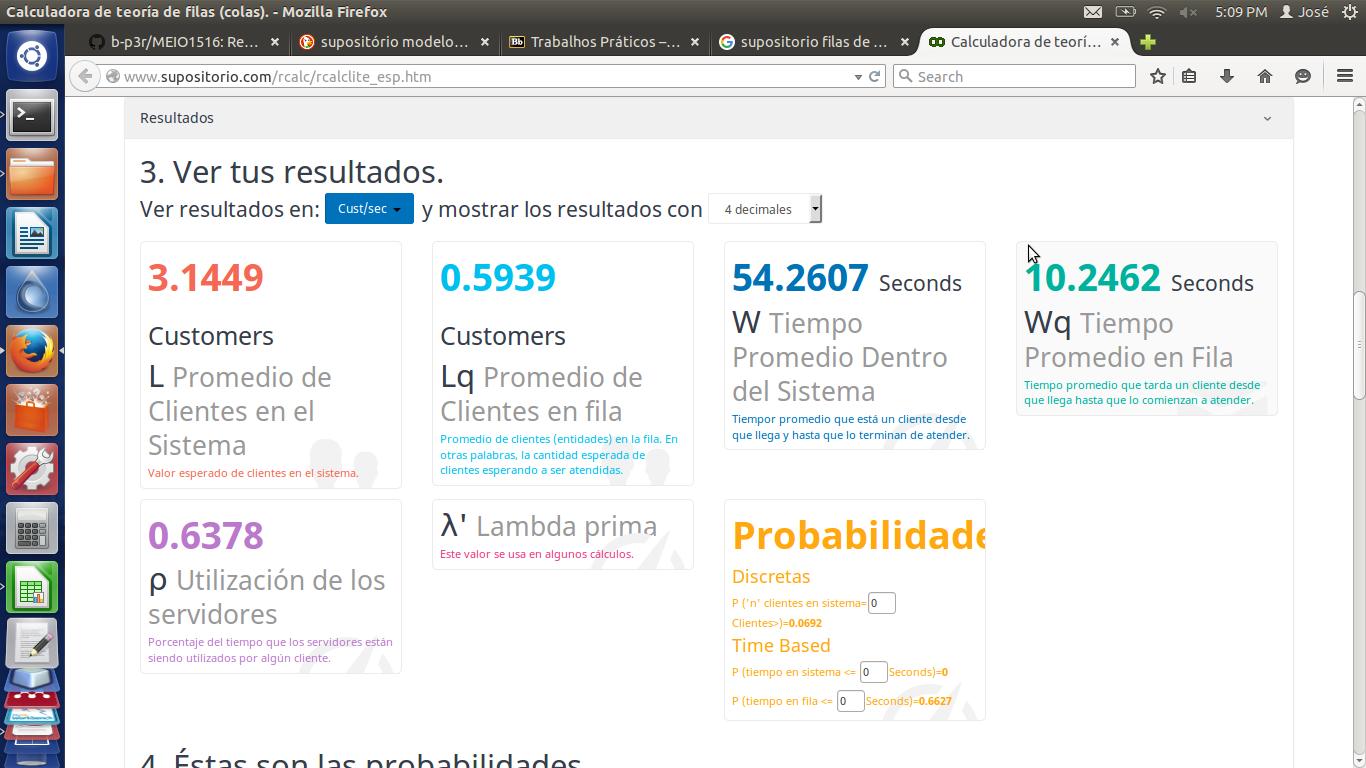 Calculadora de teoría de filas (colas). - Mozilla Firefox
5:09 PM
José
b-p3r/MEIO1516: Re...
supositório modelo...
Trabalhos Práticos –...
supositorio filas de ...
Calculadora de teorí...
www.supositorio.com/rcalc/rcalclite_esp.htm
Search
Resultados
3. Ver tus resultados.
Ver resultados en: Cust/sec y mostrar los resultados con 4 decimales
3.1449
Customers
L Promedio de
Clientes en el
Sistema
Valor esperado de clientes en el sistema.
0.5939
Customers
Lq Promedio de
Clientes en fila
Promedio de clientes (entidades) en la fila. En
otras palabras, la cantidad esperada de
clientes esperando a ser atendidas.
54.2607 Seconds
W Tiempo
Promedio Dentro
del Sistema
Tiempor promedio que está un cliente desde
que llega y hasta que lo terminan de atender.
10.2462 Seconds
Wq Tiempo
Promedio en Fila
Tiempo promedio que tarda un cliente desde
que llega hasta que lo comienzan a atender.
0.6378
ρ Utilización de los
servidores
Porcentaje del tiempo que los servidores están
siendo utilizados por algún cliente.
λ' Lambda prima
Este valor se usa en algunos cálculos.
Probabilidade
Discretas
P ('n' clientes en sistema= 0
Clientes>)=0.0692
Time Based
P (tiempo en sistema <= 0 Seconds)=0
P (tiempo en fila <= 0 Seconds)=0.6627
4. Éstas son las probabilidades